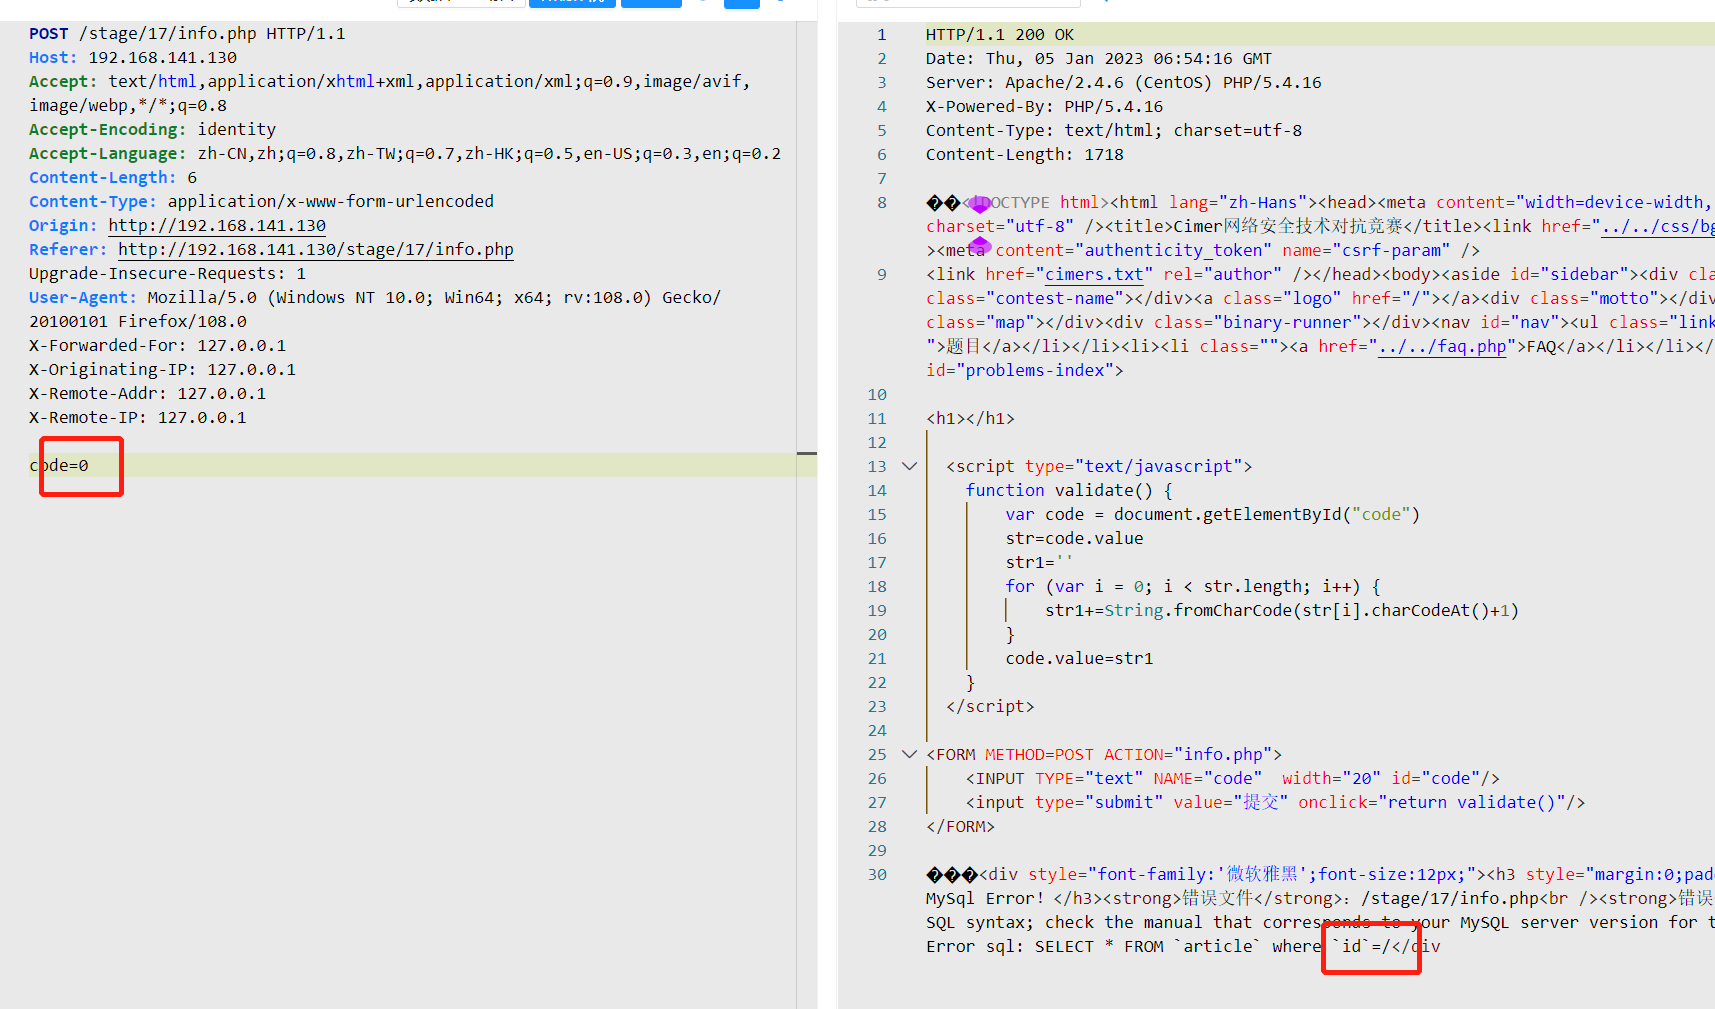 POST /stage/17/info.php HTTP/1.1
Host: 192.168.141.130
Accept: text/html,application/xhtml+xml,application/xml;q=0.9,image/avif,
image/webp,*/*;q=0.8
Accept-Encoding: identity
Accept-Language: zh-CN,zh;q=0.8,zh-TW;q=0.7,zh-HK;q=0.5,en-US;q=0.3,en;q=0.2
Content-Length: 6
Content-Type: application/x-www-form-urlencoded
Origin: http://192.168.141.130
Referer: http://192.168.141.130/stage/17/info.php
Upgrade-Insecure-Requests: 1
User-Agent: Mozilla/5.0 (Windows NT 10.0; Win64; x64; rv:108.0) Gecko/
20100101 Firefox/108.0
X-Forwarded-For: 127.0.0.1
X-Originating-IP: 127.0.0.1
X-Remote-Addr: 127.0.0.1
X-Remote-IP: 127.0.0.1
code=0
1 HTTP/1.1 200 OK
2 Date: Thu, 05 Jan 2023 06:54:16 GMT
3 Server: Apache/2.4.6 (CentOS) PHP/5.4.16
4 X-Powered-By: PHP/5.4.16
5 Content-Type: text/html; charset=utf-8
6 Content-Length: 1718
7
8 ��<!DOCTYPE html><html lang="zh-Hans"><head><meta content="width=device-width,
charset="utf-8" /><title>Cimer网络安全技术对抗竞赛</title><link href="../../css/bg
><meta content="authenticity_token" name="csrf-param" />
9 <link href="cimers.txt" rel="author" /></head><body><aside id="sidebar"><div cla
class="contest-name"></div><a class="logo" href="/"></a><div class="motto"></div
class="map"></div><div class="binary-runner"></div><nav id="nav"><ul class="link
">题目</a></li></li><li><li class=""><a href="../../faq.php">FAQ</a></li></li></
id="problems-index">
10
11 <h1></h1>
12
13 <script type="text/javascript">
14 function validate() {
15 var code = document.getElementById("code")
16 str=code.value
17 str1=''
18 for (var i = 0; i < str.length; i++) {
19 str1+=String.fromCharCode(str[i].charCodeAt()+1)
20 }
21 code.value=str1
22 }
23 </script>
24
25 <FORM METHOD=POST ACTION="info.php">
26 <INPUT TYPE="text" NAME="code"  width="20" id="code"/>
27 <input type="submit" value="提交" onclick="return validate()"/>
28 </FORM>
29
30 ���<div style="font-family:'微软雅黑';font-size:12px;"><h3 style="margin:0;pad
MySql Error! </h3><strong>错误文件</strong>: /stage/17/info.php<br /><strong>错误
SQL syntax; check the manual that corresponds to your MySQL server version for t
Error sql: SELECT * FROM `article` where `id`=/</div